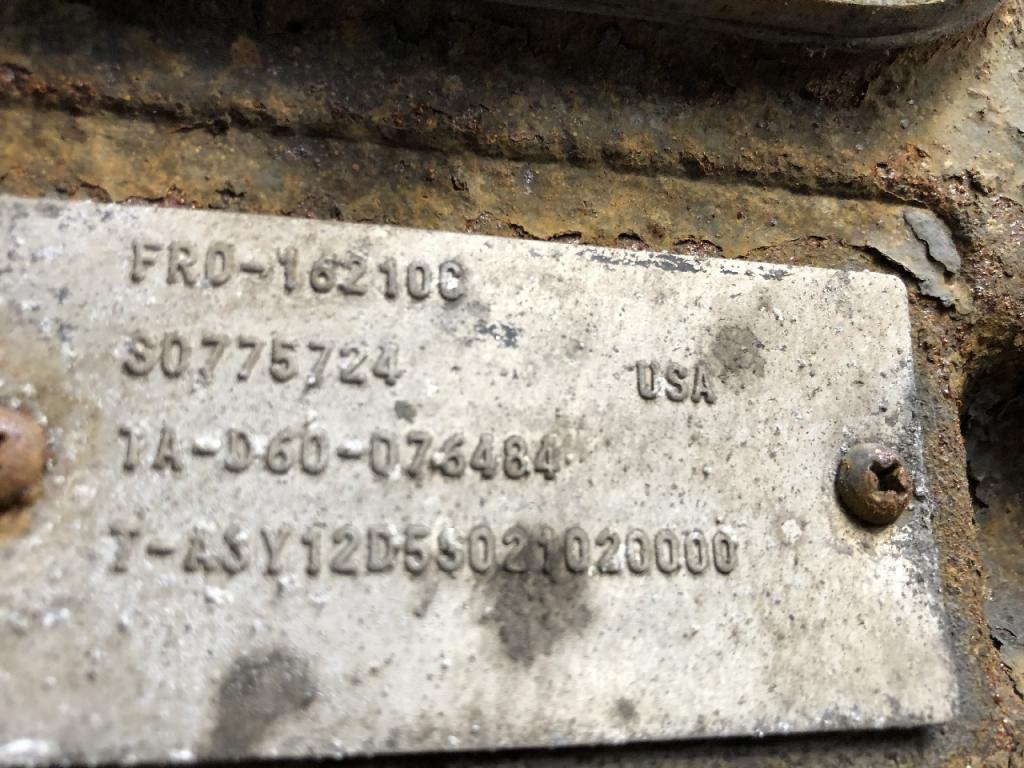 FRO-16210C
S0775724
USA
TA-D60-076484
T-ASY12D5S021020000